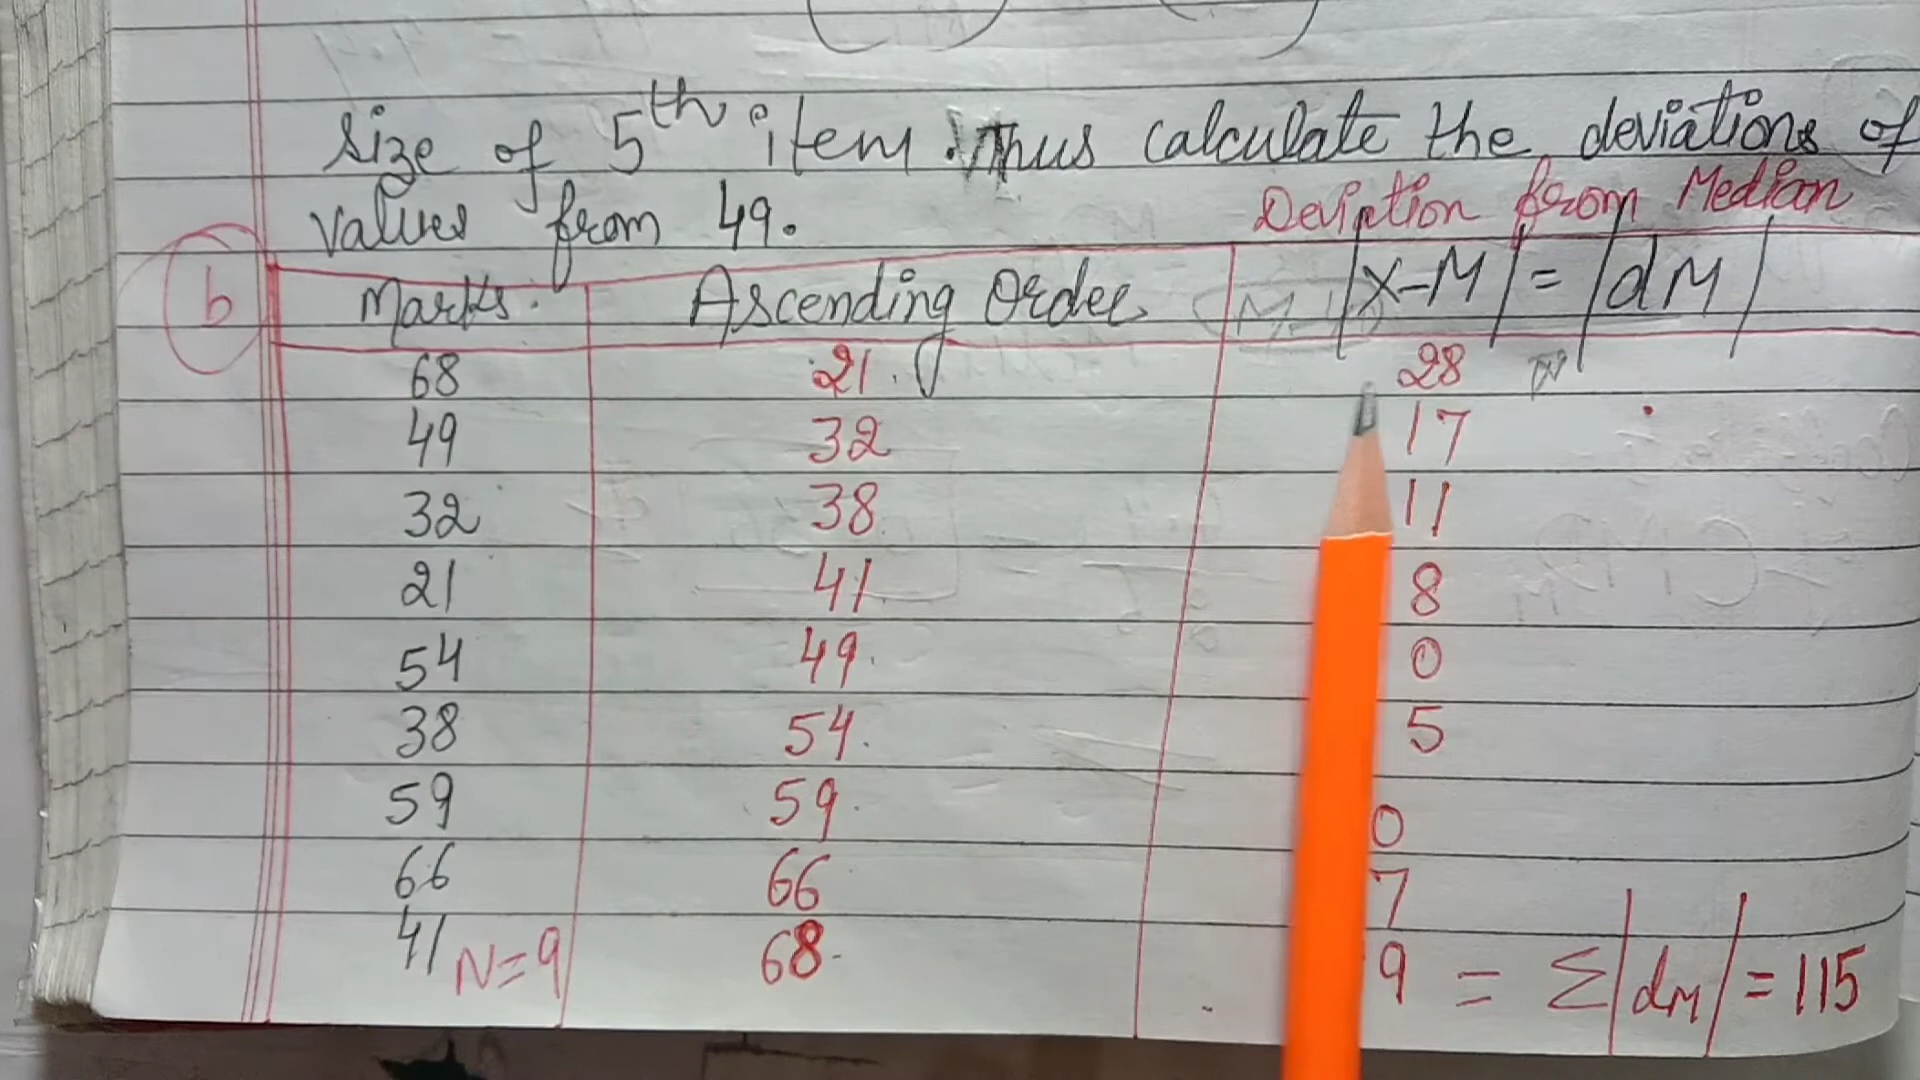 size of 5th item. Thus calculate the deviations of
values from 49.
Deviation from Median
b Marks. Ascending Order |X-M| = |dM|
68 21. 28
49 32 17
32 38 11
21 41 8
54 49. 0
38 54. 5
59 59. 0
66 66 7
41 N=9 68. 9 = Σ|dM| = 115